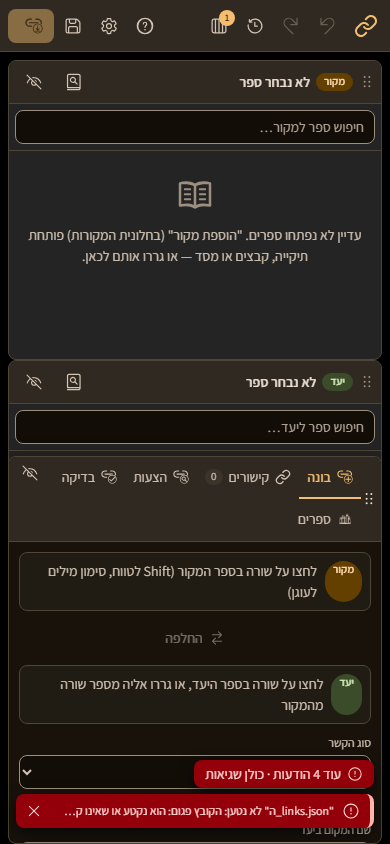 1
מקור
לא נבחר ספר
חיפוש ספר למקור...
עדיין לא נפתחו ספרים. "הוספת מקור" (בחלונית המקורות) פותחת
תיקייה, קבצים או מסד — או גררו אותם לכאן.
יעד
לא נבחר ספר
חיפוש ספר ליעד...
בונה
קישורים
0
הצעות
בדיקה
ספרים
מקור
לחצו על שורה בספר המקור (Shift לטווח, סימון מילים
לעוגן)
החלפה
יעד
לחצו על שורה בספר היעד, או גררו אליה מספר שורה
מהמקור
סוג הקשר
עוד 4 הודעות · כולן שגיאות
"ה_links.json" לא נטען: הקובץ פגום: הוא נקטע או שאינו ק...
שם המקום ביעד